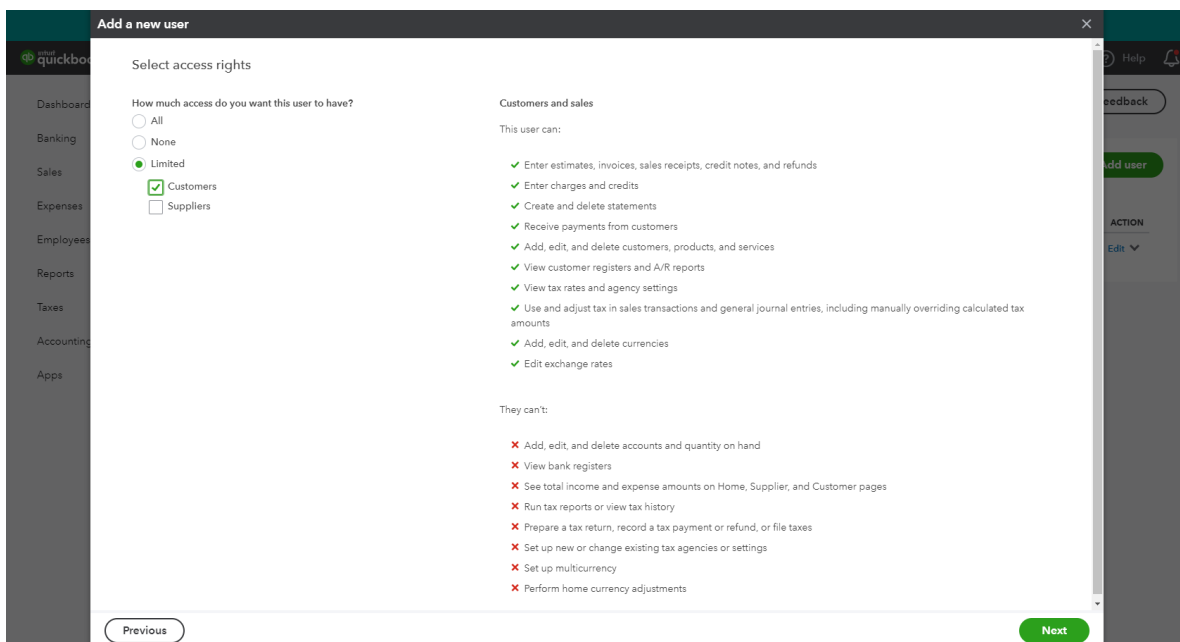 Add a new user
intuit
quickboo
Help
Dashboard
Banking
Sales
Expenses
Employees
Reports
Taxes
Accounting
Apps
Select access rights
How much access do you want this user to have?
All
None
Limited
Customers
Suppliers
Customers and sales
This user can:
Enter estimates, invoices, sales receipts, credit notes, and refunds
Enter charges and credits
Create and delete statements
Receive payments from customers
Add, edit, and delete customers, products, and services
View customer registers and A/R reports
View tax rates and agency settings
Use and adjust tax in sales transactions and general journal entries, including manually overriding calculated tax
amounts
Add, edit, and delete currencies
Edit exchange rates
They can't:
Add, edit, and delete accounts and quantity on hand
View bank registers
See total income and expense amounts on Home, Supplier, and Customer pages
Run tax reports or view tax history
Prepare a tax return, record a tax payment or refund, or file taxes
Set up new or change existing tax agencies or settings
Set up multicurrency
Perform home currency adjustments
eedback
Add user
ACTION
Edit
Previous
Next